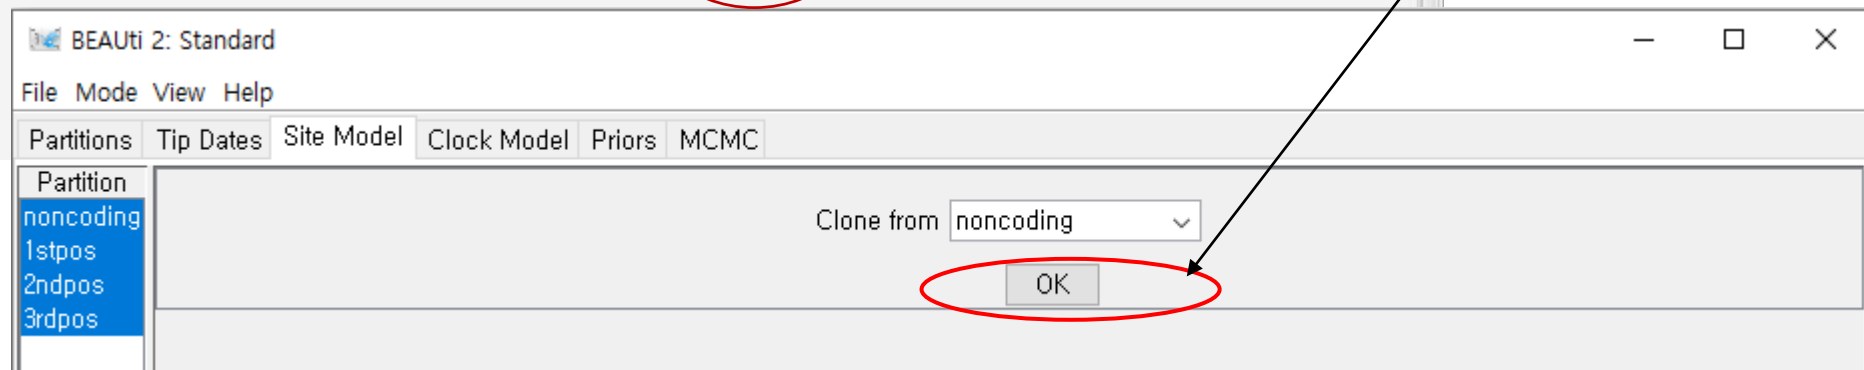 BEAUti 2: Standard
File Mode View Help
Partitions Tip Dates Site Model Clock Model Priors MCMC
Partition
noncoding
1stpos
2ndpos
3rdpos
Clone from noncoding
OK